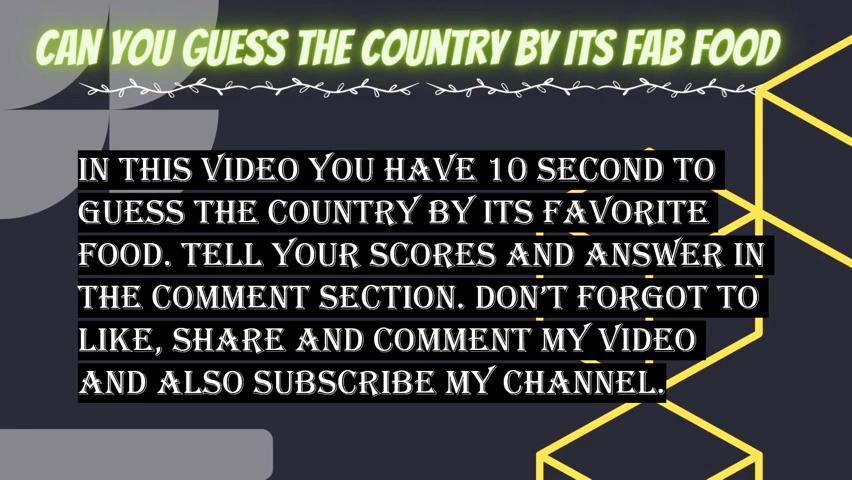 CAN YOU GUESS THE COUNTRY BY ITS FAB FOOD
IN THIS VIDEO YOU HAVE 10 SECOND TO
GUESS THE COUNTRY BY ITS FAVORITE
FOOD. TELL YOUR SCORES AND ANSWER IN
THE COMMENT SECTION. DON'T FORGOT TO
LIKE, SHARE AND COMMENT MY VIDEO
AND ALSO SUBSCRIBE MY CHANNEL.